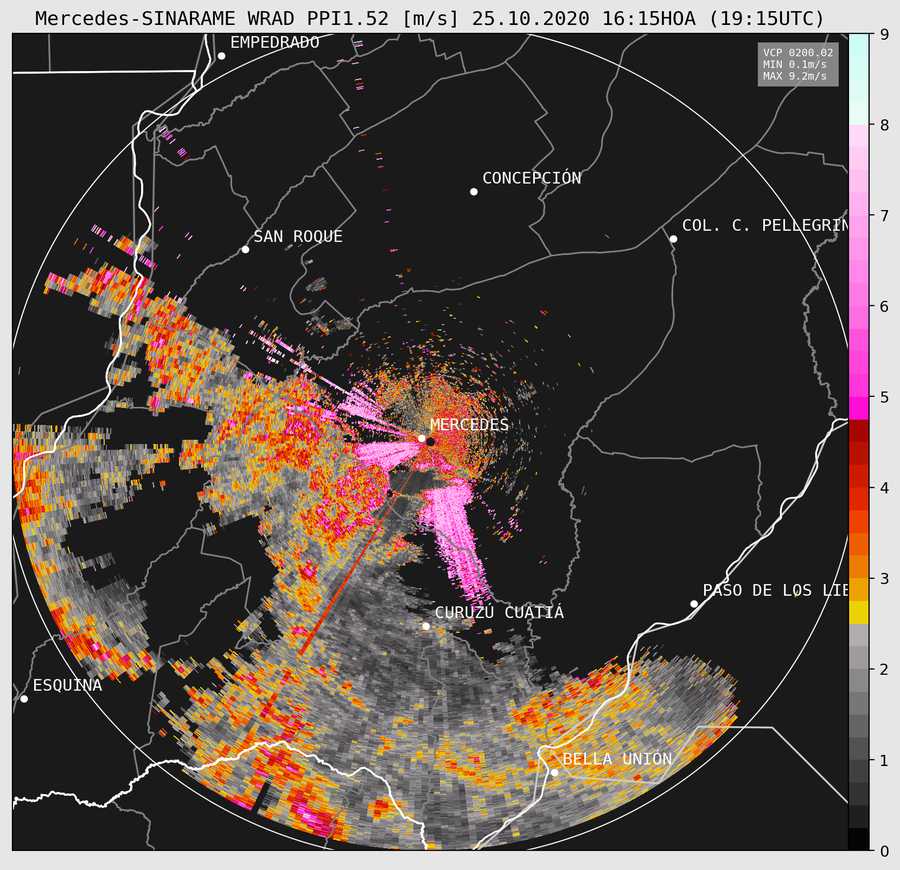 Mercedes-SINARAME WRAD PPI1.52 [m/s] 25.10.2020 16:15HOA (19:15UTC)
EMPEDRADO
VCP 0200.02
MIN 0.1m/s
MAX 9.2m/s
9
8
7
6
5
4
3
2
1
0
CONCEPCIÓN
COL. C. PELLEGRIN
SAN ROQUE
MERCEDES
PASO DE LOS LIB
CURUZÚ CUATIÁ
ESQUINA
BELLA UNIÓN